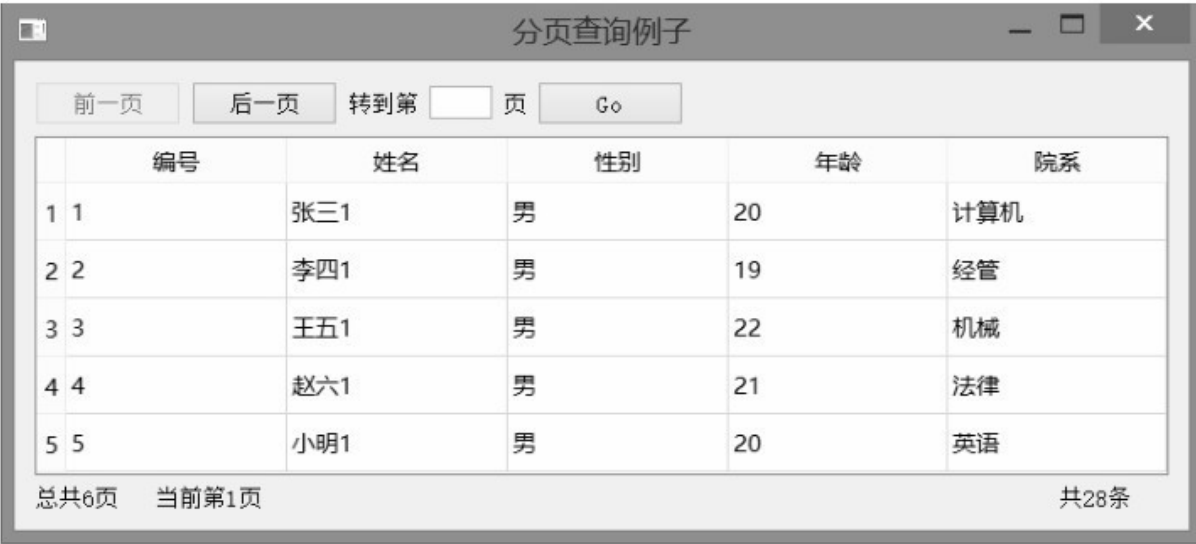 分页查询例子
前一页 后一页 转到第 页 Go
编号 姓名 性别 年龄 院系
1 1 张三1 男 20 计算机
2 2 李四1 男 19 经管
3 3 王五1 男 22 机械
4 4 赵六1 男 21 法律
5 5 小明1 男 20 英语
总共6页 当前第1页 共28条